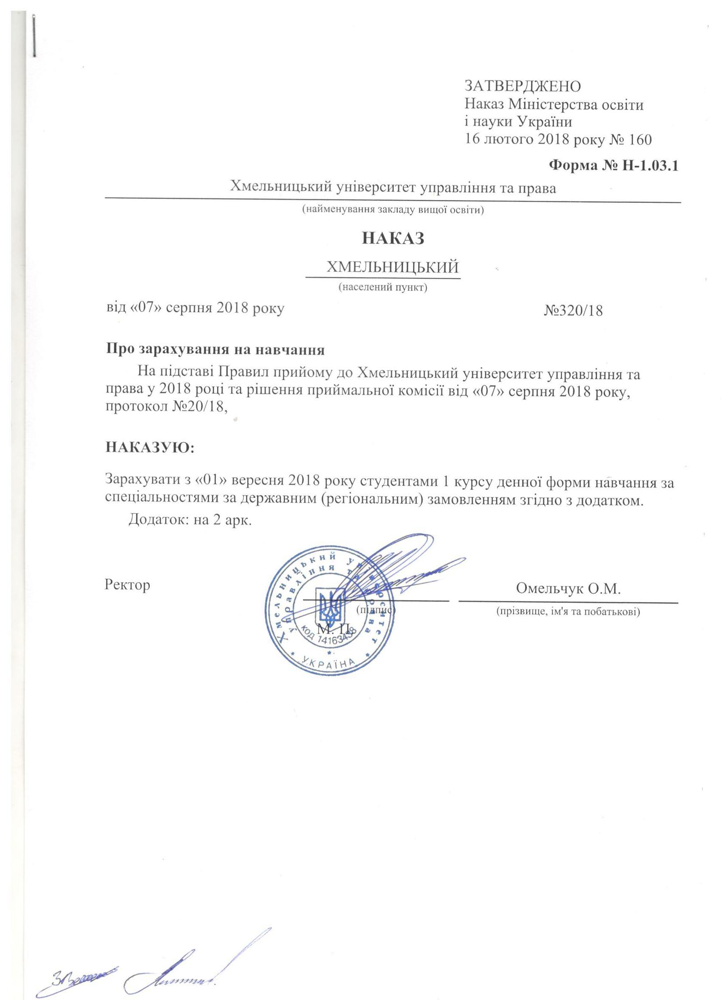 ЗАТВЕРДЖЕНО
Наказ Міністерства освіти
і науки України
16 лютого 2018 року № 160
Форма № Н-1.03.1
Хмельницький університет управління та права
(найменування закладу вищої освіти)
НАКАЗ
ХМЕЛЬНИЦЬКИЙ
(населений пункт)
від «07» серпня 2018 року №320/18
Про зарахування на навчання
На підставі Правил прийому до Хмельницький університет управління та
права у 2018 році та рішення приймальної комісії від «07» серпня 2018 року,
протокол №20/18,
НАКАЗУЮ:
Зарахувати з «01» вересня 2018 року студентами 1 курсу денної форми навчання за
спеціальностями за державним (регіональним) замовленням згідно з додатком.
Додаток: на 2 арк.
Ректор Омельчук О.М.
(підпис) (прізвище, ім'я та побатькові)
М. П.
Хмельницький університет
управління та права
код 14163438
* УКРАЇНА *